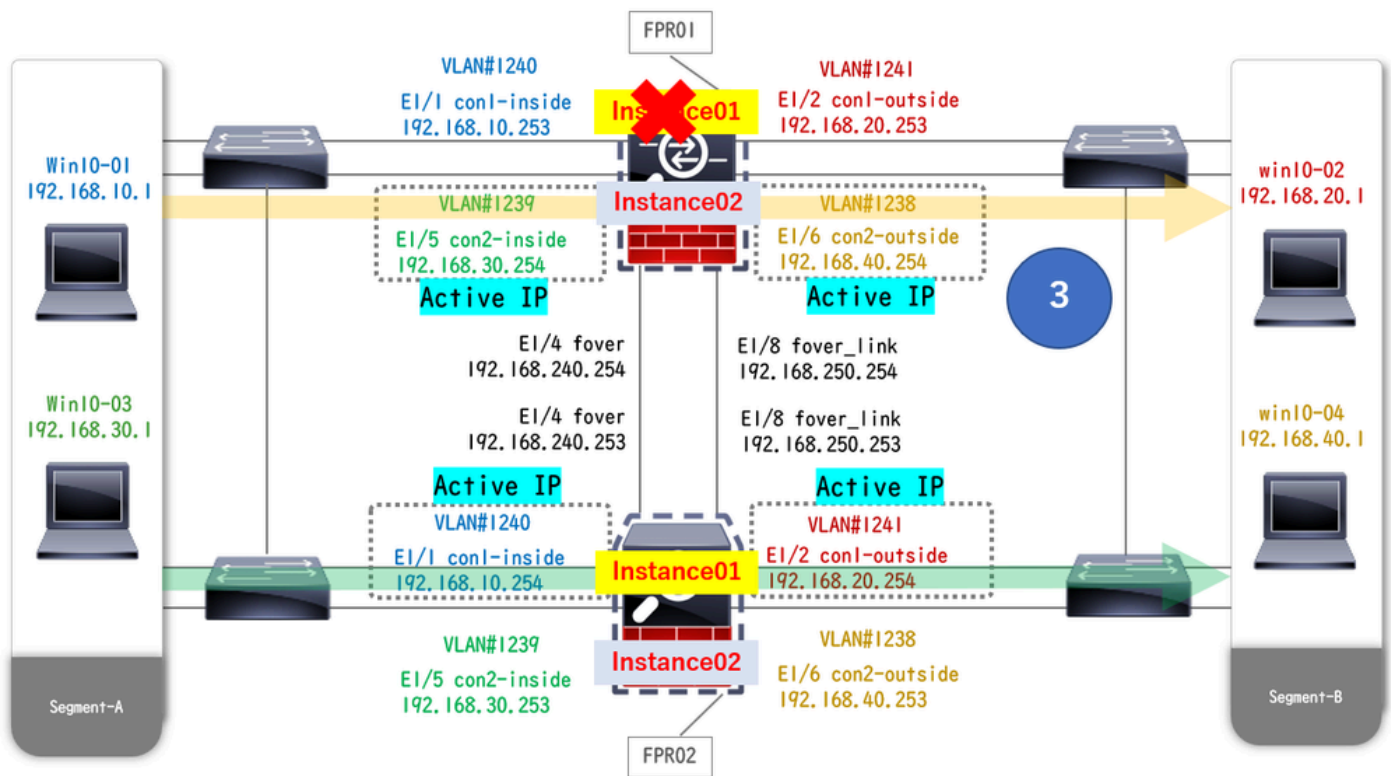 FPR01
VLAN#1240
E1/1 con1-inside
192.168.10.253
Instance01
VLAN#1241
E1/2 con1-outside
192.168.20.253
Win10-01
192.168.10.1
win10-02
192.168.20.1
VLAN#1239
E1/5 con2-inside
192.168.30.254
Active IP
Instance02
VLAN#1238
E1/6 con2-outside
192.168.40.254
Active IP
3
E1/4 fover
192.168.240.254
E1/8 fover_link
192.168.250.254
Win10-03
192.168.30.1
E1/4 fover
192.168.240.253
E1/8 fover_link
192.168.250.253
win10-04
192.168.40.1
Active IP
VLAN#1240
E1/1 con1-inside
192.168.10.254
Instance01
Active IP
VLAN#1241
E1/2 con1-outside
192.168.20.254
VLAN#1239
E1/5 con2-inside
192.168.30.253
Instance02
VLAN#1238
E1/6 con2-outside
192.168.40.253
Segment-A
Segment-B
FPR02